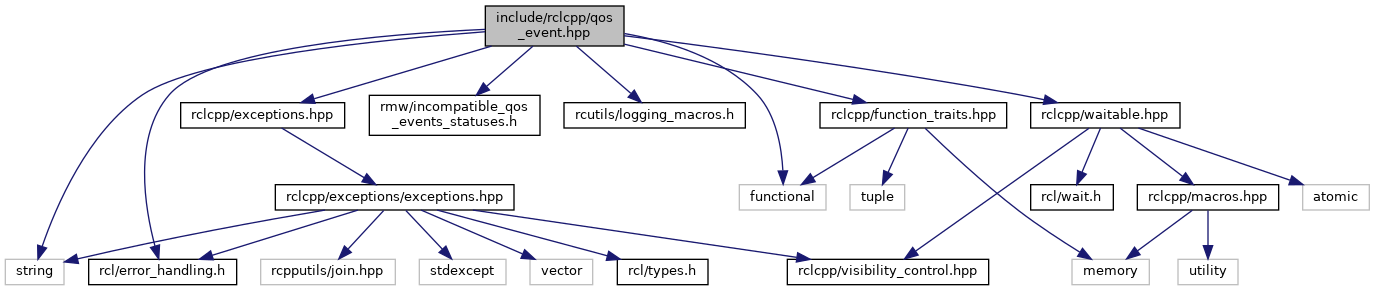 include/rclcpp/qos
_event.hpp
rclcpp/exceptions.hpp
rmw/incompatible_qos
_events_statuses.h
rcutils/logging_macros.h
rclcpp/function_traits.hpp
rclcpp/waitable.hpp
rclcpp/exceptions/exceptions.hpp
functional
tuple
rcl/wait.h
rclcpp/macros.hpp
atomic
string
rcl/error_handling.h
rcpputils/join.hpp
stdexcept
vector
rcl/types.h
rclcpp/visibility_control.hpp
memory
utility